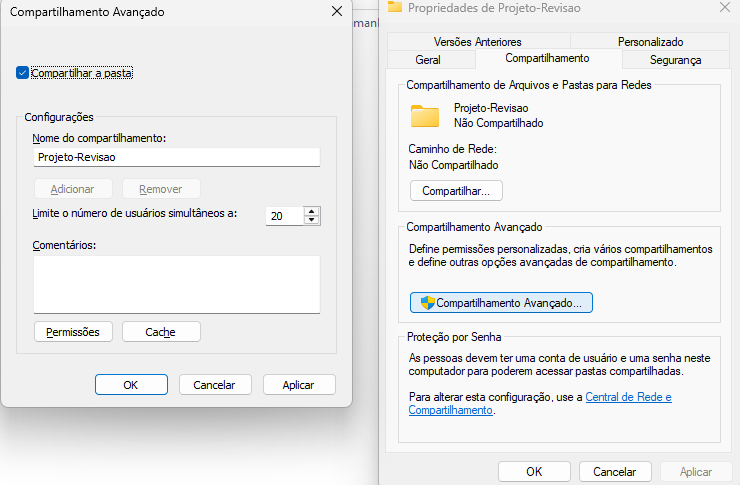 Compartilhamento Avançado
Compartilhar a pasta
Configurações
Nome do compartilhamento:
Projeto-Revisao
Adicionar
Remover
Limite o número de usuários simultâneos a:
20
Comentários:
Permissões
Cache
OK
Cancelar
Aplicar
Propriedades de Projeto-Revisao
Versões Anteriores
Personalizado
Geral
Compartilhamento
Segurança
Compartilhamento de Arquivos e Pastas para Redes
Projeto-Revisao
Não Compartilhado
Caminho de Rede:
Não Compartilhado
Compartilhar...
Compartilhamento Avançado
Define permissões personalizadas, cria vários compartilhamentos
e define outras opções avançadas de compartilhamento.
Compartilhamento Avançado...
Proteção por Senha
As pessoas devem ter uma conta de usuário e uma senha neste
computador para poderem acessar pastas compartilhadas.
Para alterar esta configuração, use a Central de Rede e
Compartilhamento.
OK
Cancelar
Aplicar